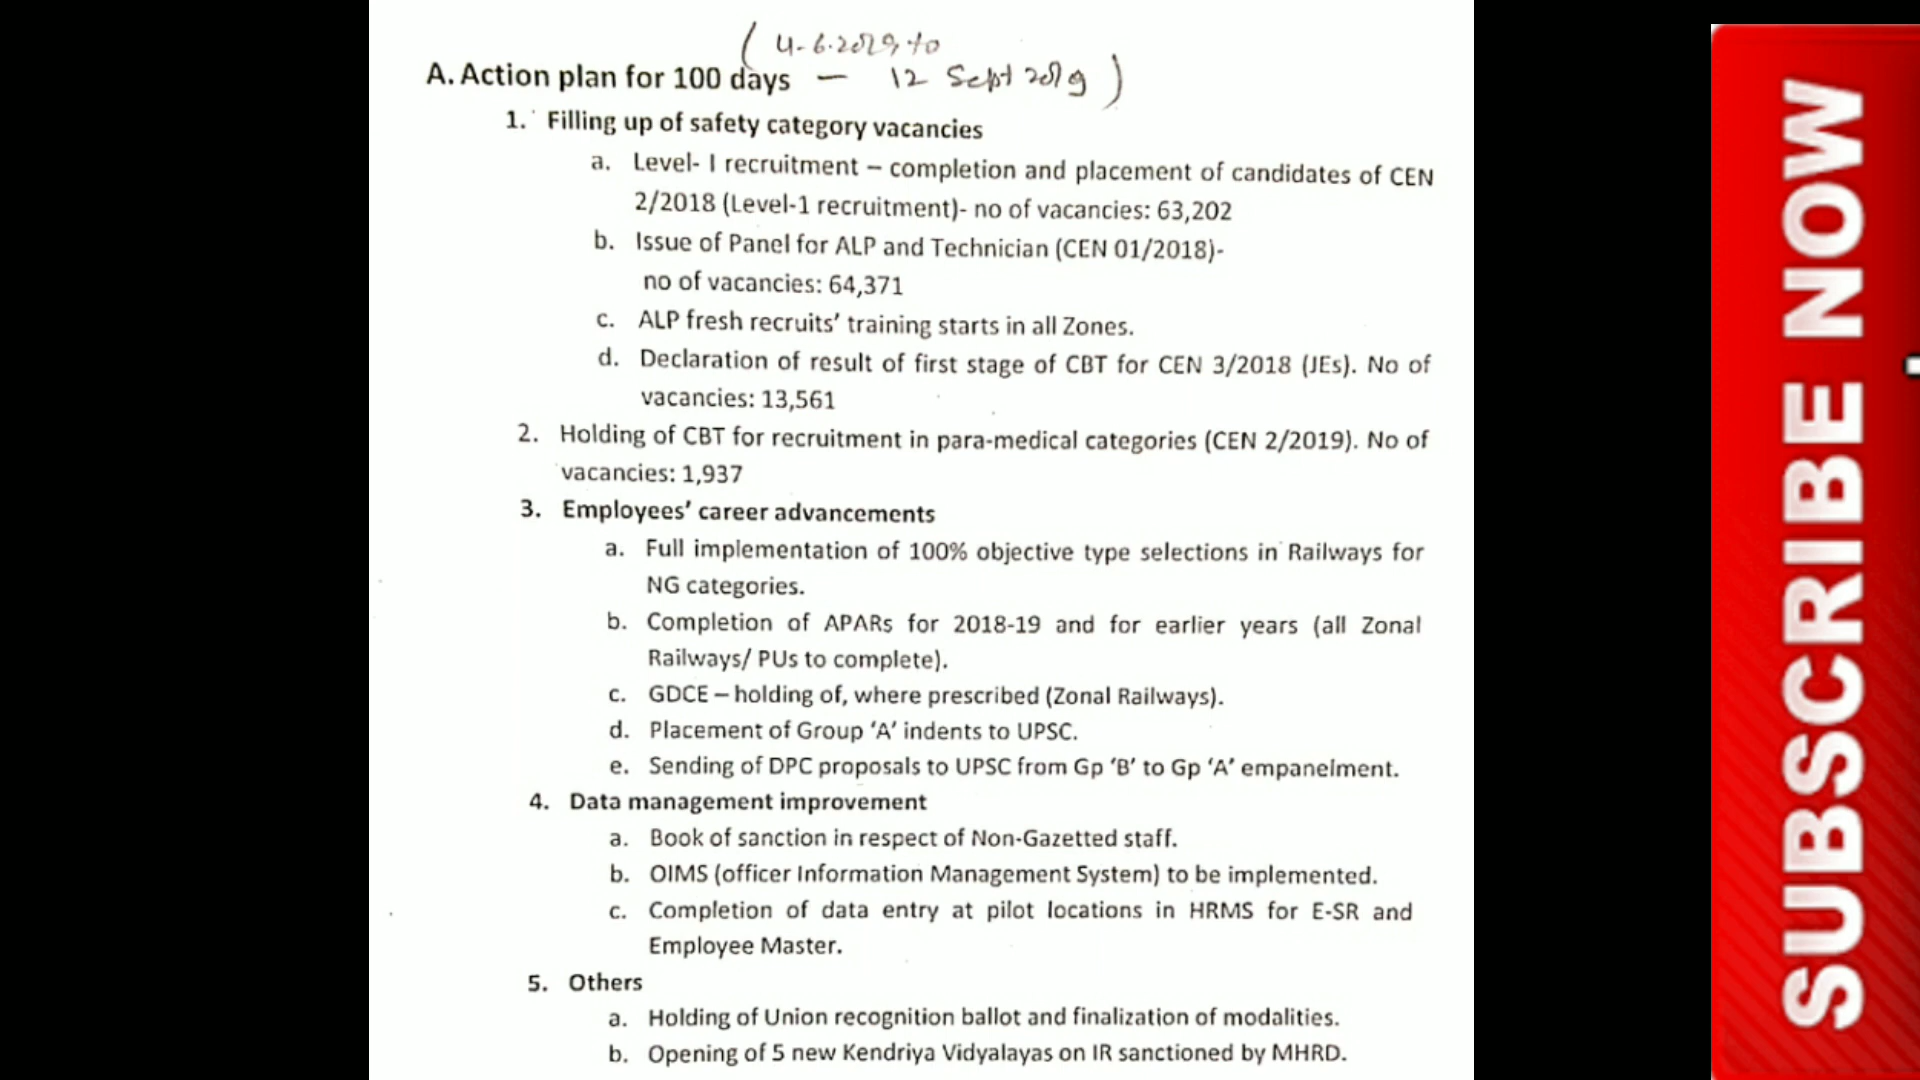 ( 4-6-2019 to
A. Action plan for 100 days — 12 Sept 2019 )
1. Filling up of safety category vacancies
a. Level- I recruitment – completion and placement of candidates of CEN
2/2018 (Level-1 recruitment)- no of vacancies: 63,202
b. Issue of Panel for ALP and Technician (CEN 01/2018)-
no of vacancies: 64,371
c. ALP fresh recruits’ training starts in all Zones.
d. Declaration of result of first stage of CBT for CEN 3/2018 (JEs). No of
vacancies: 13,561
2. Holding of CBT for recruitment in para-medical categories (CEN 2/2019). No of
vacancies: 1,937
3. Employees’ career advancements
a. Full implementation of 100% objective type selections in Railways for
NG categories.
b. Completion of APARs for 2018-19 and for earlier years (all Zonal
Railways/ PUs to complete).
c. GDCE – holding of, where prescribed (Zonal Railways).
d. Placement of Group ‘A’ indents to UPSC.
e. Sending of DPC proposals to UPSC from Gp ‘B’ to Gp ‘A’ empanelment.
4. Data management improvement
a. Book of sanction in respect of Non-Gazetted staff.
b. OIMS (officer Information Management System) to be implemented.
c. Completion of data entry at pilot locations in HRMS for E-SR and
Employee Master.
5. Others
a. Holding of Union recognition ballot and finalization of modalities.
b. Opening of 5 new Kendriya Vidyalayas on IR sanctioned by MHRD.
SUBSCRIBE NOW